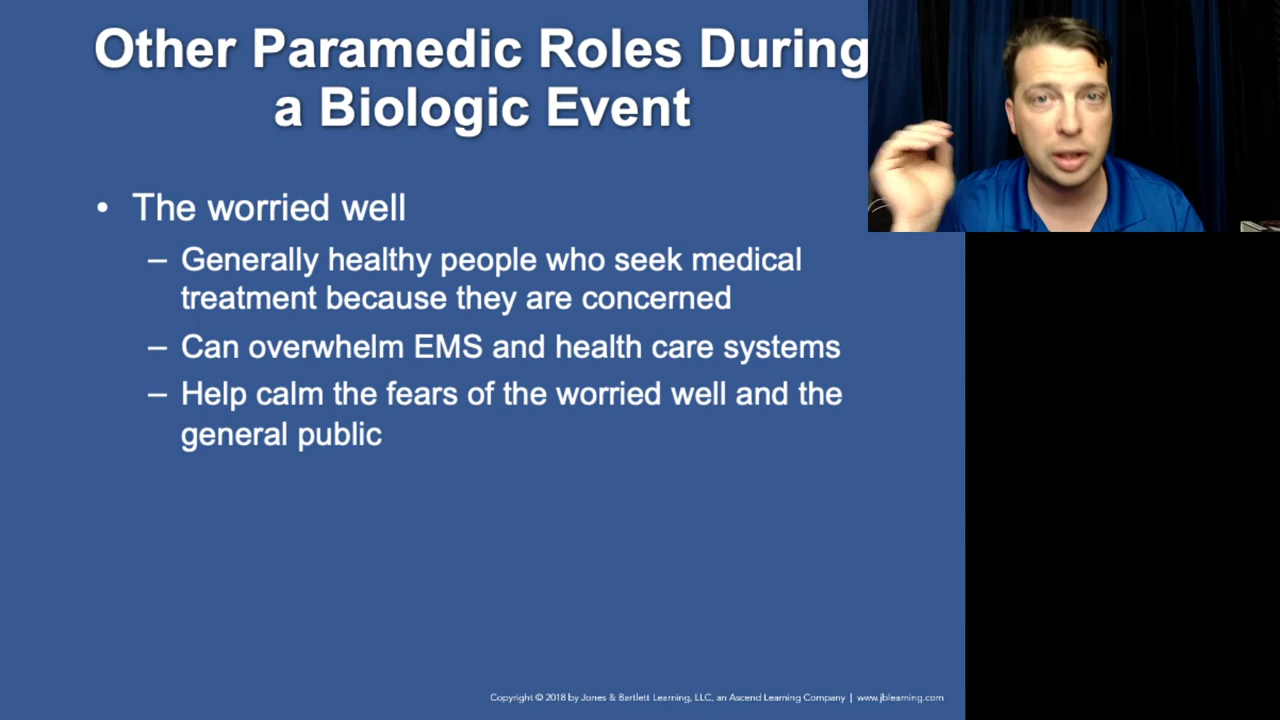 Other Paramedic Roles During
a Biologic Event
• The worried well
– Generally healthy people who seek medical
treatment because they are concerned
– Can overwhelm EMS and health care systems
– Help calm the fears of the worried well and the
general public
Copyright © 2018 by Jones & Bartlett Learning, LLC, an Ascend Learning Company | www.jblearning.com